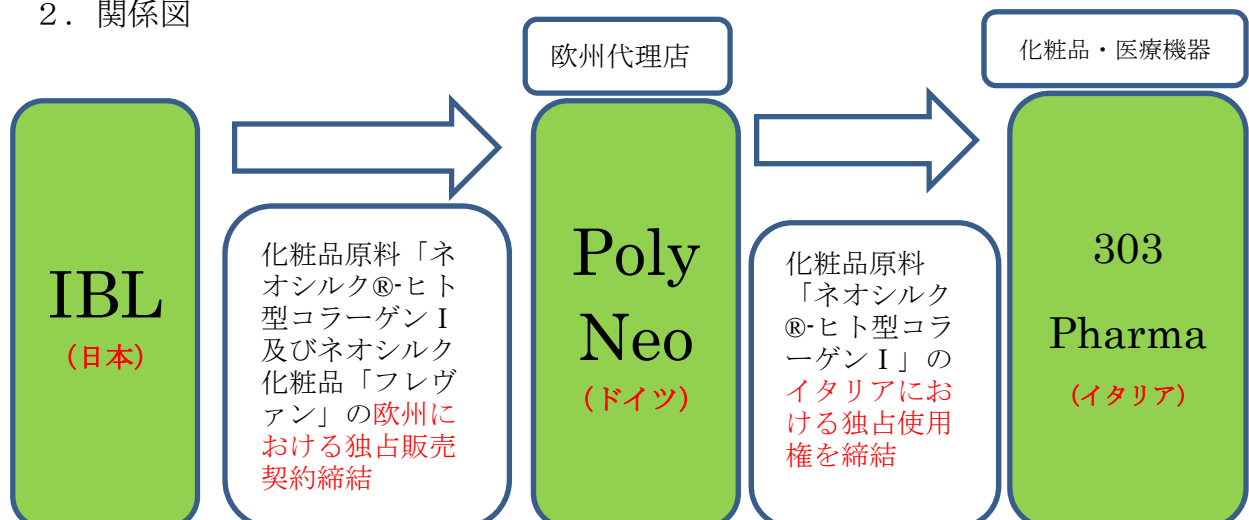 ２．関係図
欧州代理店
化粧品・医療機器
IBL
（日本）
化粧品原料「ネ
オシルク®-ヒト
型コラーゲンⅠ
及びネオシルク
化粧品「フレヴ
ァン」の欧州に
おける独占販売
契約締結
Poly
Neo
（ドイツ）
化粧品原料
「ネオシルク
®-ヒト型コラ
ーゲンⅠ」の
イタリアにお
ける独占使用
権を締結
303
Pharma
（イタリア）